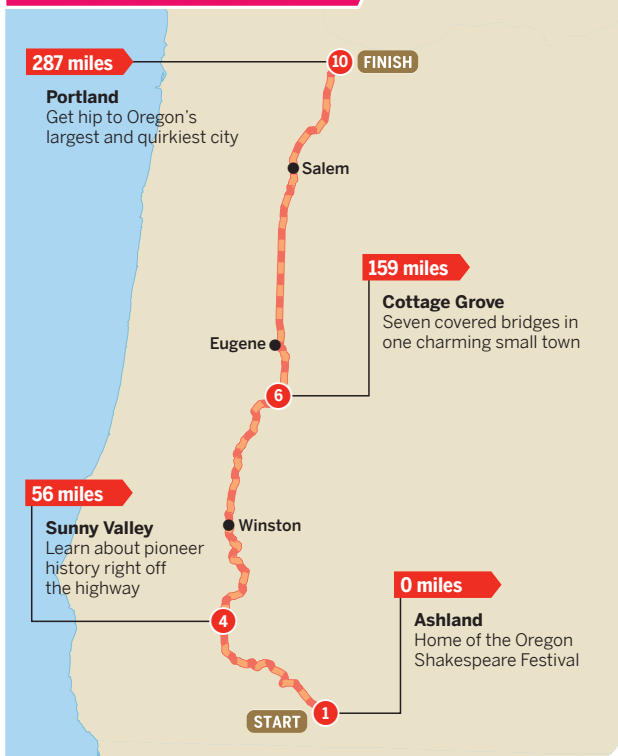 287 miles
10 FINISH
Portland
Get hip to Oregon's
largest and quirkiest city
Salem
159 miles
Cottage Grove
Seven covered bridges in
one charming small town
Eugene
6
56 miles
Sunny Valley
Learn about pioneer
history right off
the highway
Winston
4
0 miles
Ashland
Home of the Oregon
Shakespeare Festival
START 1